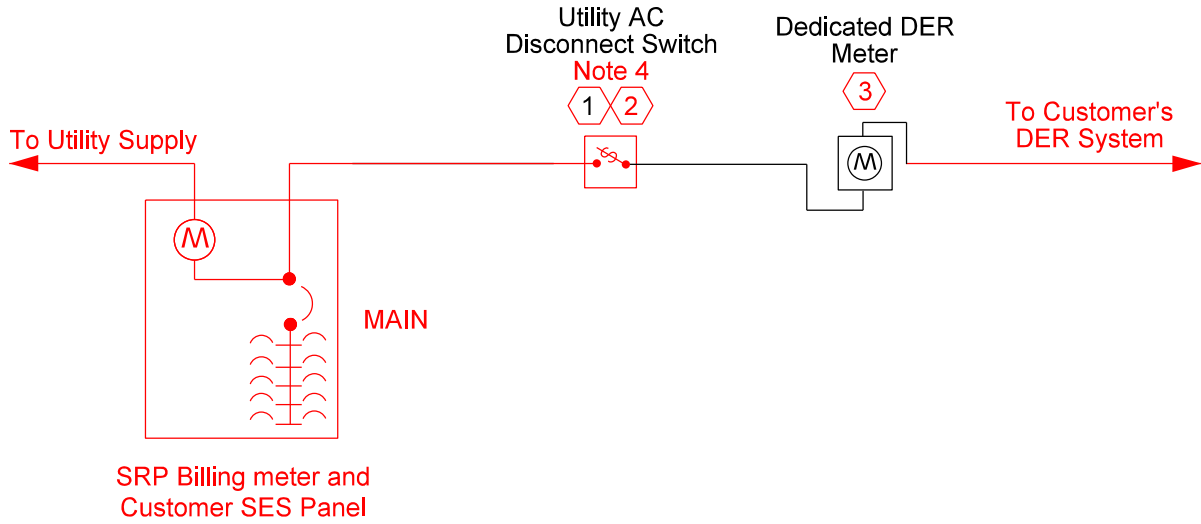 Utility AC
Disconnect Switch
Note 4
1 2
Dedicated DER
Meter
3
To Utility Supply
To Customer's
DER System
M
M
MAIN
SRP Billing meter and
Customer SES Panel